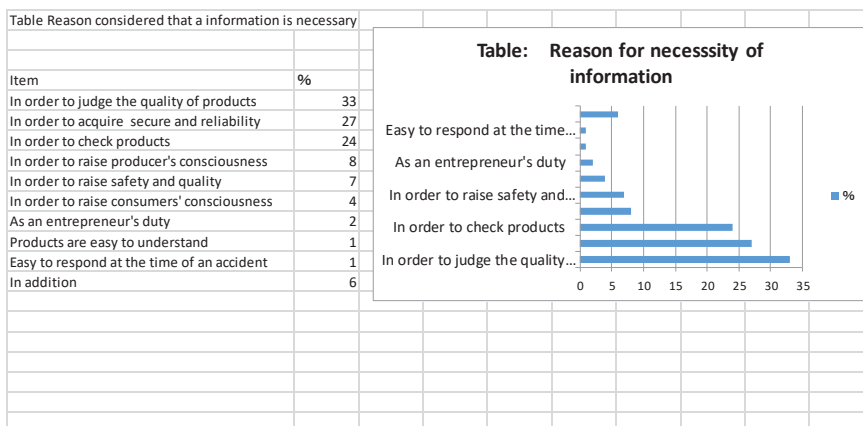 Table Reason considered that a information is necessary
Item %
In order to judge the quality of products 33
In order to acquire secure and reliability 27
In order to check products 24
In order to raise producer's consciousness 8
In order to raise safety and quality 7
In order to raise consumers' consciousness 4
As an entrepreneur's duty 2
Products are easy to understand 1
Easy to respond at the time of an accident 1
In addition 6
Table: Reason for necesssity of
information
Easy to respond at the time...
As an entrepreneur's duty
In order to raise safety and...
In order to check products
In order to judge the quality...
0 5 10 15 20 25 30 35
%